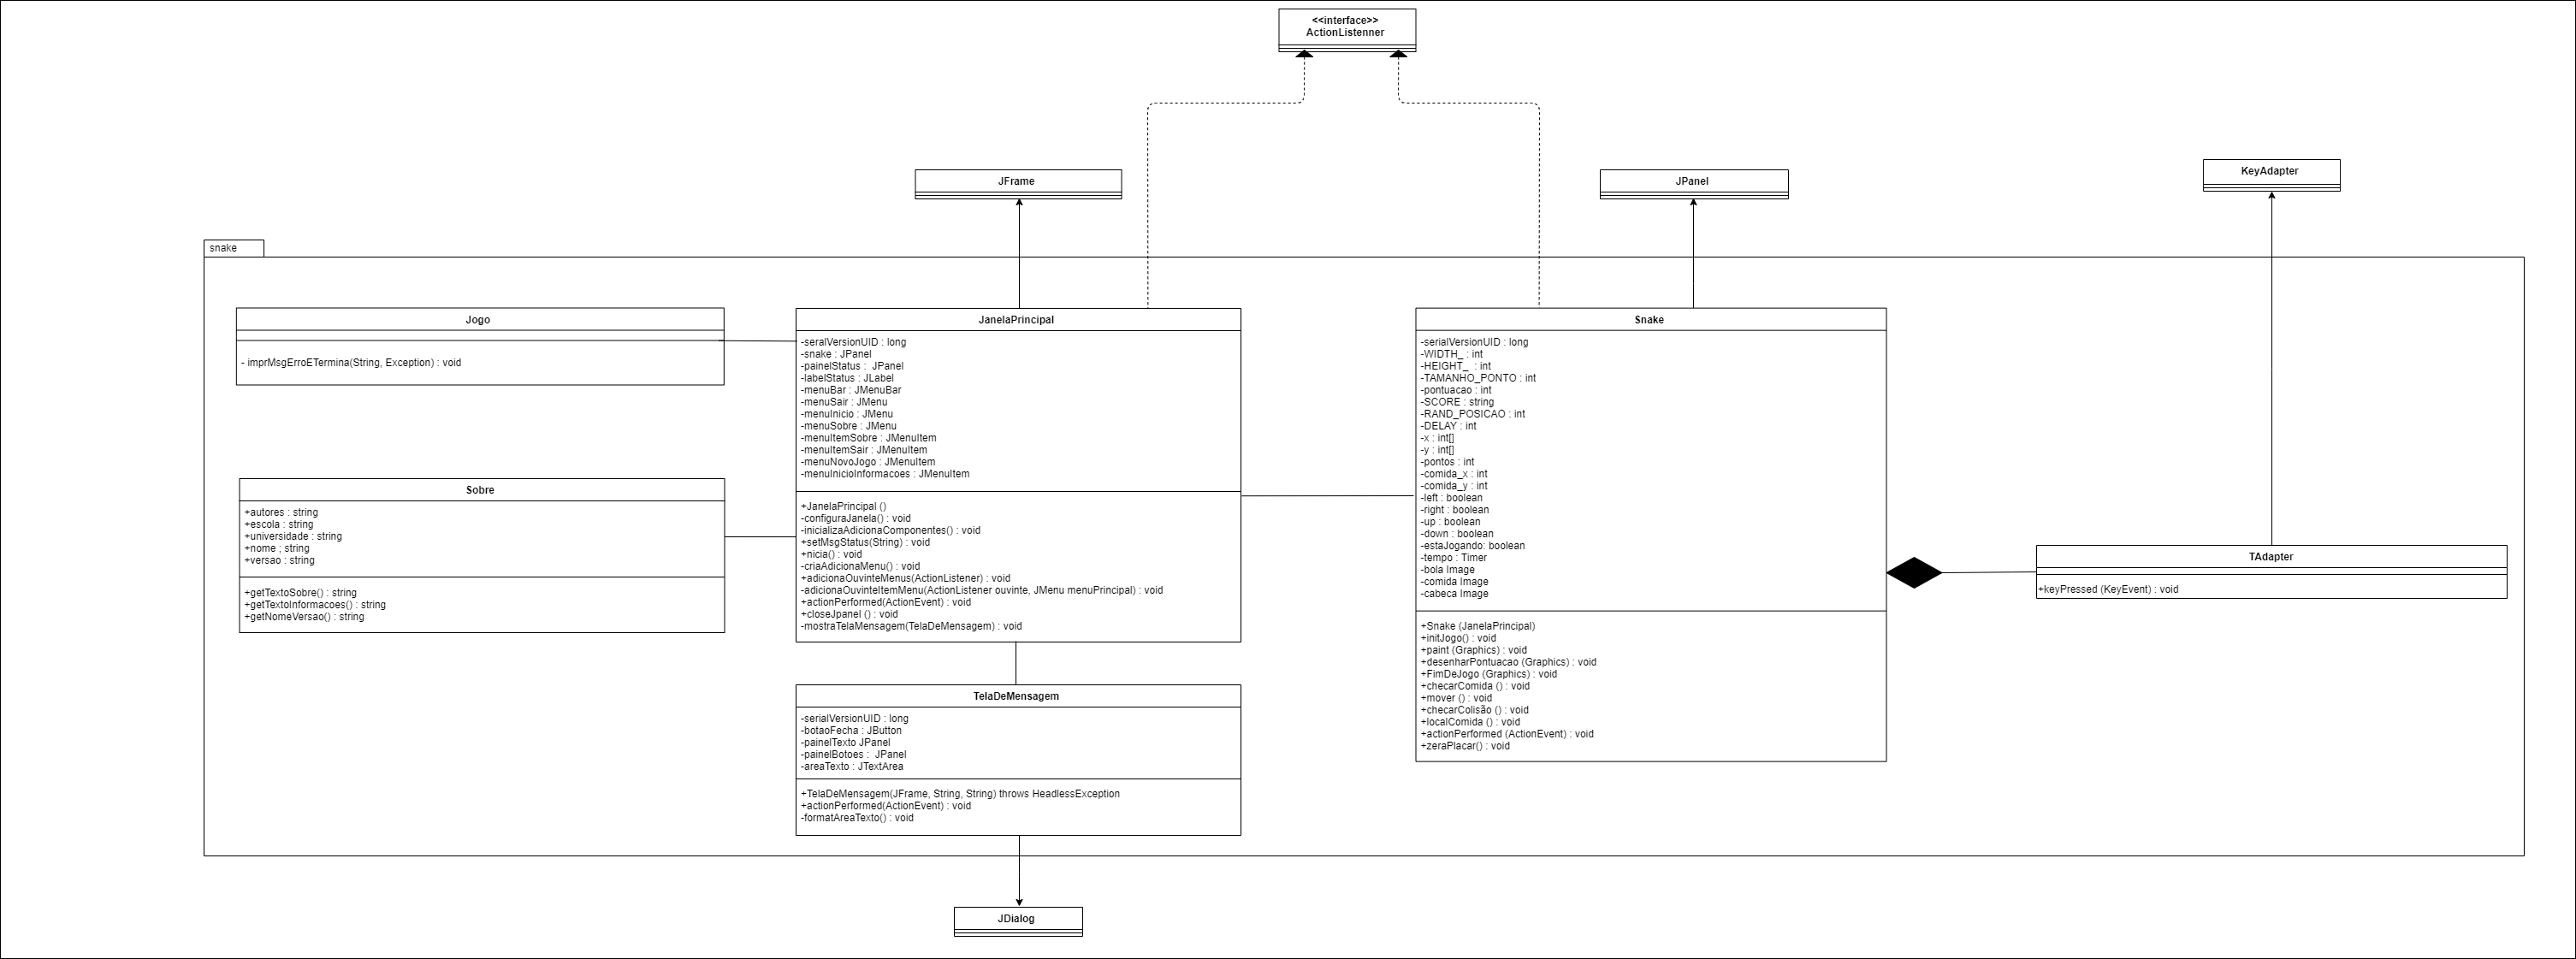 <<interface>>
ActionListenner
JFrame
JPanel
KeyAdapter
snake
Jogo
- imprMsgErroETermina(String, Exception) : void
Sobre
+autores : string
+escola : string
+universidade : string
+nome ; string
+versao : string
+getTextoSobre() : string
+getTextoInformacoes() : string
+getNomeVersao() : string
JanelaPrincipal
-seralVersionUID : long
-snake : JPanel
-painelStatus :  JPanel
-labelStatus : JLabel
-menuBar : JMenuBar
-menuSair : JMenu
-menuInicio : JMenu
-menuSobre : JMenu
-menuItemSobre : JMenuItem
-menuItemSair : JMenuItem
-menuNovoJogo : JMenuItem
-menuInicioInformacoes : JMenuItem
+JanelaPrincipal ()
-configuraJanela() : void
-inicializaAdicionaComponentes() : void
+setMsgStatus(String) : void
+nicia() : void
-criaAdicionaMenu() : void
+adicionaOuvinteMenus(ActionListener) : void
-adicionaOuvinteItemMenu(ActionListener ouvinte, JMenu menuPrincipal) : void
+actionPerformed(ActionEvent) : void
+closeJpanel () : void
-mostraTelaMensagem(TelaDeMensagem) : void
TelaDeMensagem
-serialVersionUID : long
-botaoFecha : JButton
-painelTexto JPanel
-painelBotoes :  JPanel
-areaTexto : JTextArea
+TelaDeMensagem(JFrame, String, String) throws HeadlessException
+actionPerformed(ActionEvent) : void
-formatAreaTexto() : void
JDialog
Snake
-serialVersionUID : long
-WIDTH_ : int
-HEIGHT_  : int
-TAMANHO_PONTO : int
-pontuacao : int
-SCORE : string
-RAND_POSICAO : int
-DELAY : int
-x : int[]
-y : int[]
-pontos : int
-comida_x : int
-comida_y : int
-left : boolean
-right : boolean
-up : boolean
-down : boolean
-estaJogando: boolean
-tempo : Timer
-bola Image
-comida Image
-cabeca Image
+Snake (JanelaPrincipal)
+initJogo() : void
+paint (Graphics) : void
+desenharPontuacao (Graphics) : void
+FimDeJogo (Graphics) : void
+checarComida () : void
+mover () : void
+checarColisão () : void
+localComida () : void
+actionPerformed (ActionEvent) : void
+zeraPlacar() : void
TAdapter
+keyPressed (KeyEvent) : void